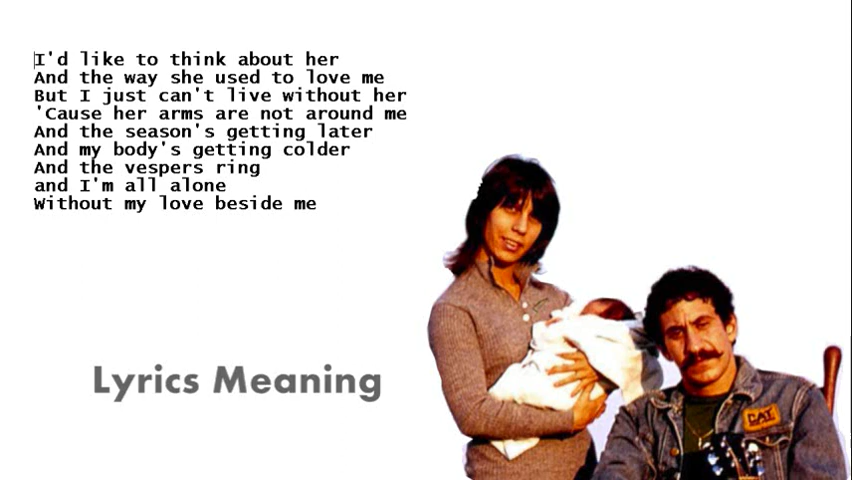 I'd like to think about her
And the way she used to love me
But I just can't live without her
'Cause her arms are not around me
And the season's getting later
And my body's getting colder
And the vespers ring
and I'm all alone
Without my love beside me
CAT
Lyrics Meaning